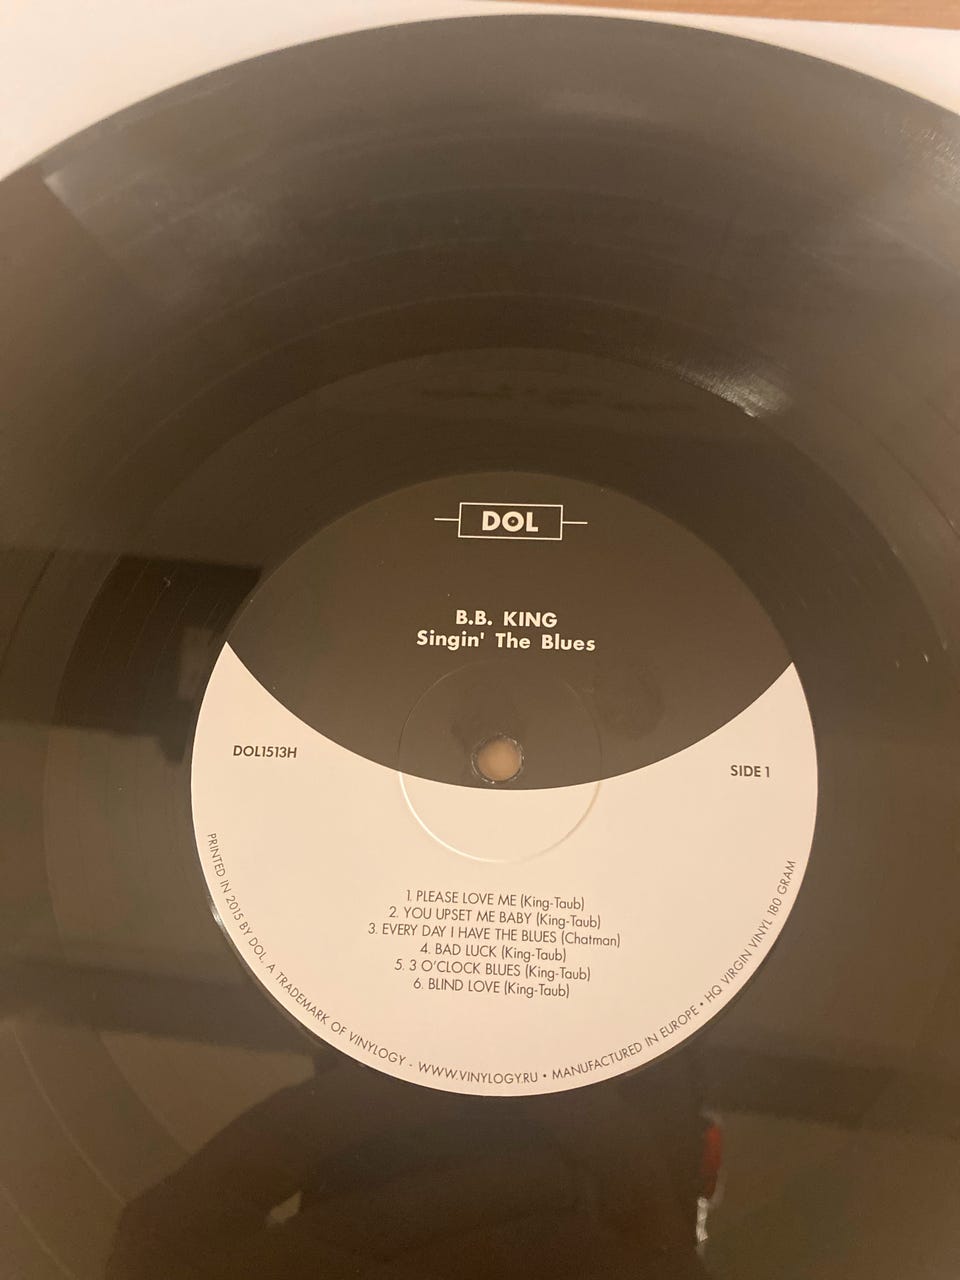 DOL
B.B. KING
Singin' The Blues
DOL1513H
SIDE 1
1. PLEASE LOVE ME (King-Taub)
2. YOU UPSET ME BABY (King-Taub)
3. EVERY DAY I HAVE THE BLUES (Chatman)
4. BAD LUCK (King-Taub)
5. 3 O'CLOCK BLUES (King-Taub)
6. BLIND LOVE (King-Taub)
PRINTED IN 2015 BY DOL, A TRADEMARK OF VINYLOGY - WWW.VINYLOGY.RU • MANUFACTURED IN EUROPE • HQ VIRGIN VINYL 180 GRAM